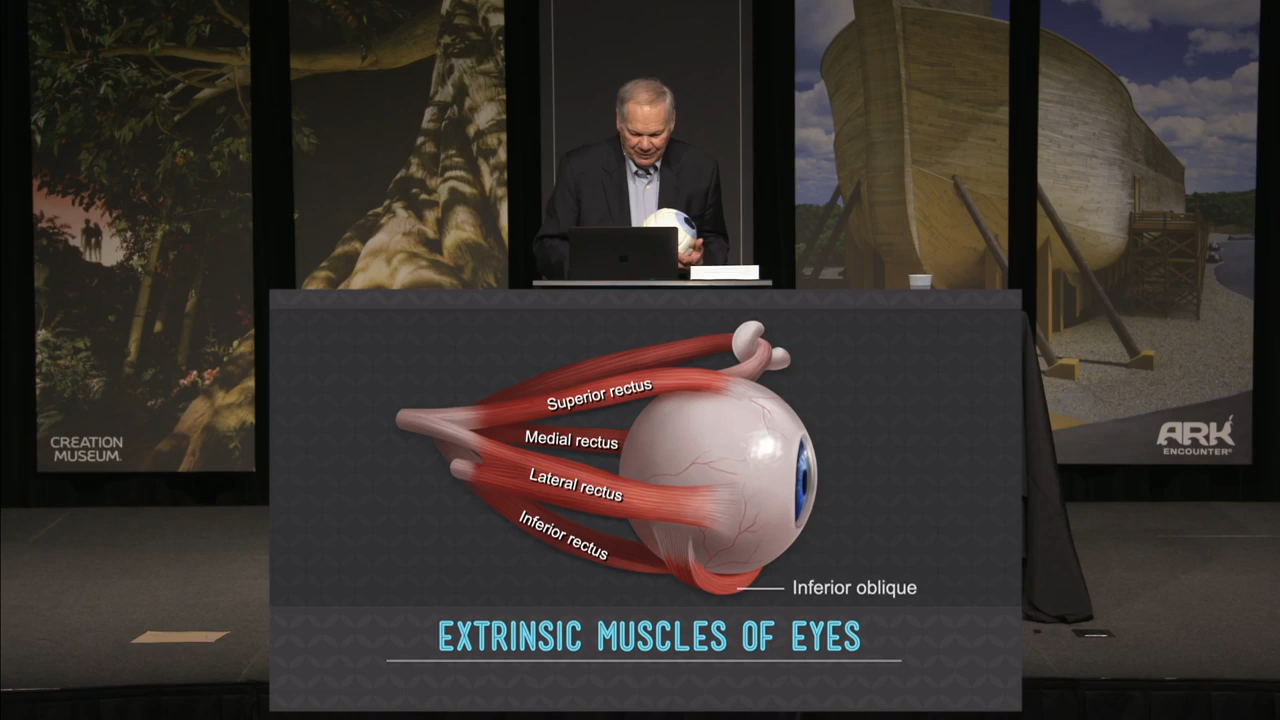 CREATION
MUSEUM
ARK
ENCOUNTER
Superior rectus
Medial rectus
Lateral rectus
Inferior rectus
Inferior oblique
EXTRINSIC MUSCLES OF EYES